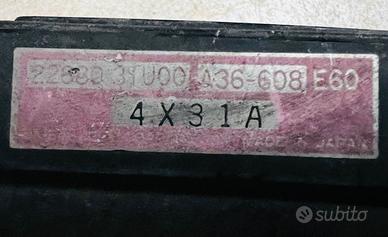 22680 31U00 A36-608 E60
4X31A
MADE IN JAPAN
subito